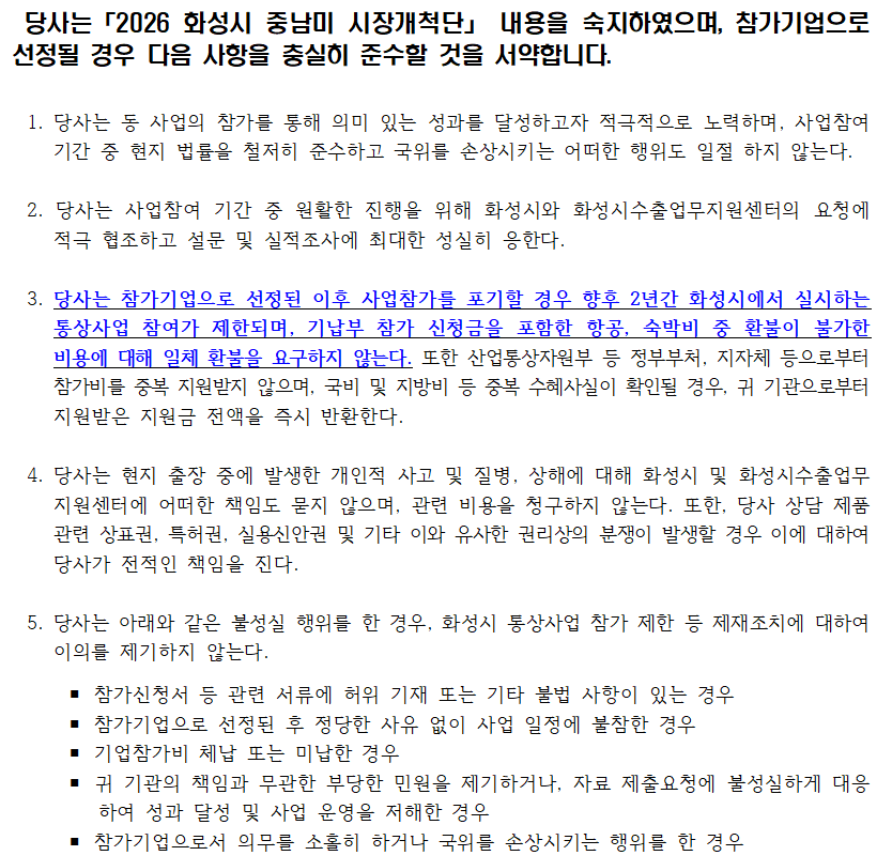 당사는「2026 화성시 중남미 시장개척단」 내용을 숙지하였으며, 참가기업으로
선정될 경우 다음 사항을 충실히 준수할 것을 서약합니다.
1. 당사는 동 사업의 참가를 통해 의미 있는 성과를 달성하고자 적극적으로 노력하며, 사업참여
기간 중 현지 법률을 철저히 준수하고 국위를 손상시키는 어떠한 행위도 일절 하지 않는다.
2. 당사는 사업참여 기간 중 원활한 진행을 위해 화성시와 화성시수출업무지원센터의 요청에
적극 협조하고 설문 및 실적조사에 최대한 성실히 응한다.
3. 당사는 참가기업으로 선정된 이후 사업참가를 포기할 경우 향후 2년간 화성시에서 실시하는
통상사업 참여가 제한되며, 기납부 참가 신청금을 포함한 항공, 숙박비 중 환불이 불가한
비용에 대해 일체 환불을 요구하지 않는다. 또한 산업통상자원부 등 정부부처, 지자체 등으로부터
참가비를 중복 지원받지 않으며, 국비 및 지방비 등 중복 수혜사실이 확인될 경우, 귀 기관으로부터
지원받은 지원금 전액을 즉시 반환한다.
4. 당사는 현지 출장 중에 발생한 개인적 사고 및 질병, 상해에 대해 화성시 및 화성시수출업무
지원센터에 어떠한 책임도 묻지 않으며, 관련 비용을 청구하지 않는다. 또한, 당사 상담 제품
관련 상표권, 특허권, 실용신안권 및 기타 이와 유사한 권리상의 분쟁이 발생할 경우 이에 대하여
당사가 전적인 책임을 진다.
5. 당사는 아래와 같은 불성실 행위를 한 경우, 화성시 통상사업 참가 제한 등 제재조치에 대하여
이의를 제기하지 않는다.
▪ 참가신청서 등 관련 서류에 허위 기재 또는 기타 불법 사항이 있는 경우
▪ 참가기업으로 선정된 후 정당한 사유 없이 사업 일정에 불참한 경우
▪ 기업참가비 체납 또는 미납한 경우
▪ 귀 기관의 책임과 무관한 부당한 민원을 제기하거나, 자료 제출요청에 불성실하게 대응
하여 성과 달성 및 사업 운영을 저해한 경우
▪ 참가기업으로서 의무를 소홀히 하거나 국위를 손상시키는 행위를 한 경우